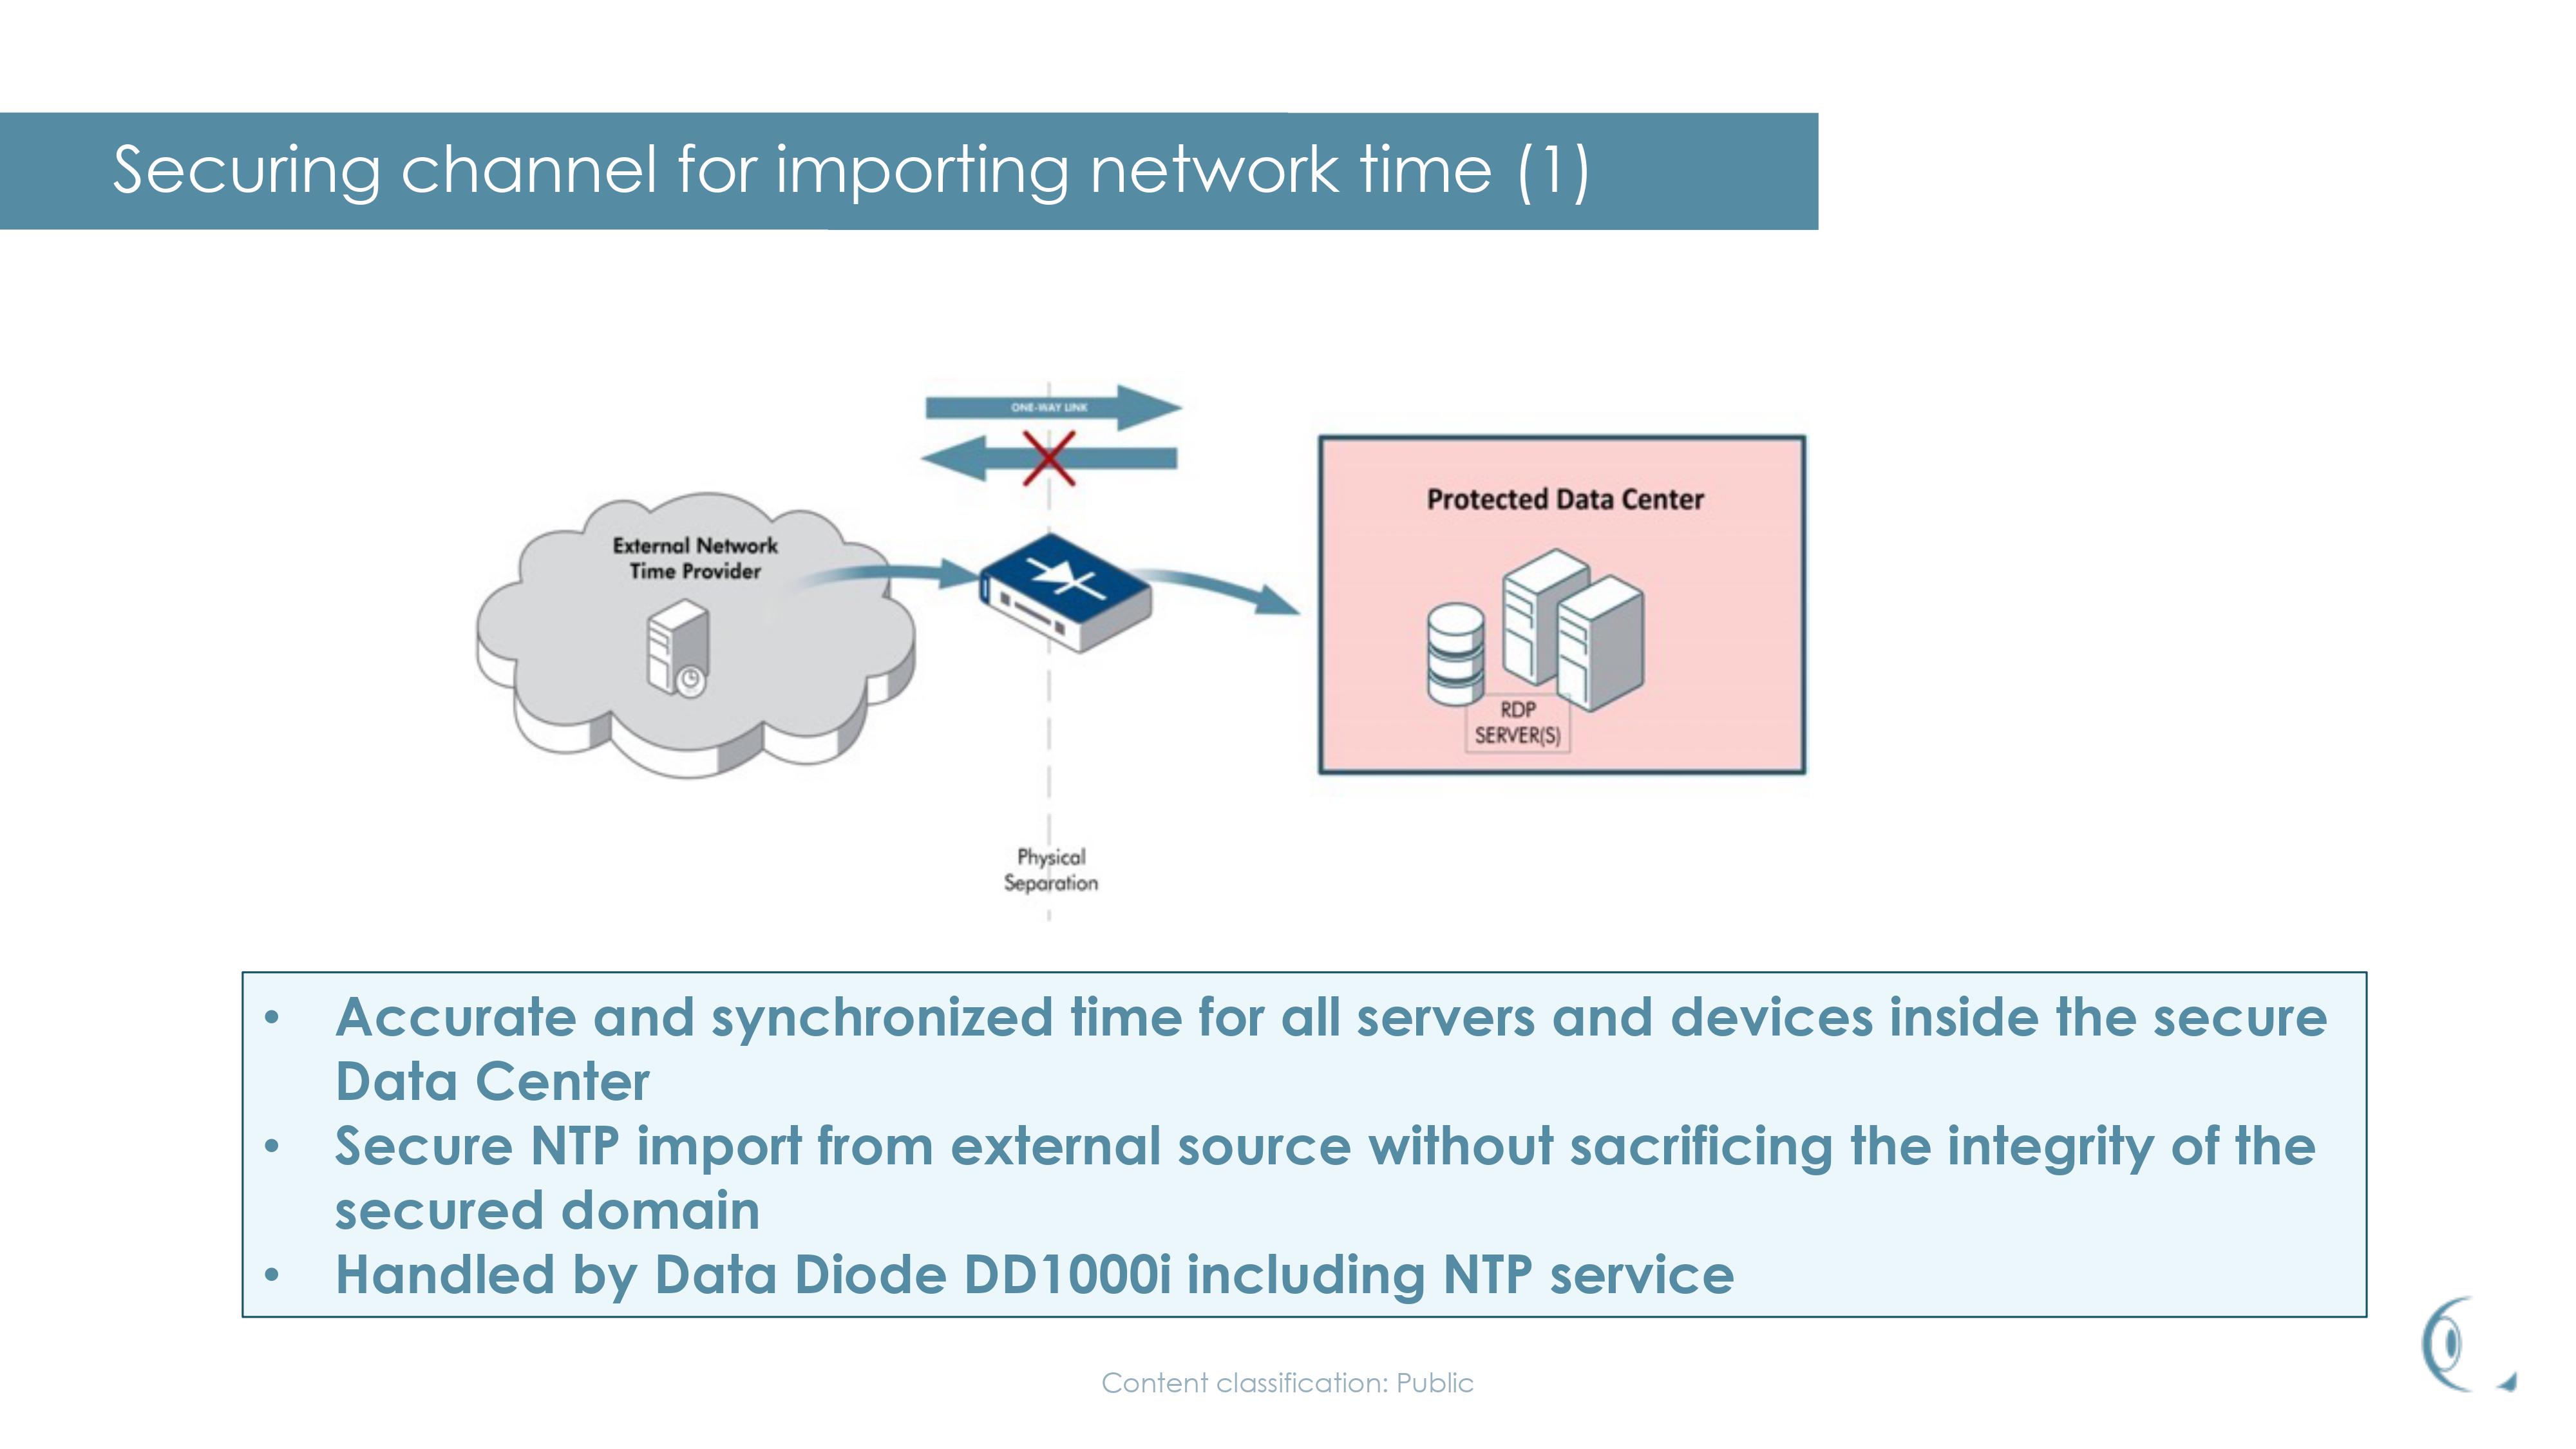 Securing channel for importing network time (1)
ONE-WAY LINK
External Network
Time Provider
Protected Data Center
RDP
SERVER(S)
Physical
Separation
• Accurate and synchronized time for all servers and devices inside the secure
Data Center
• Secure NTP import from external source without sacrificing the integrity of the
secured domain
• Handled by Data Diode DD1000i including NTP service
Content classification: Public